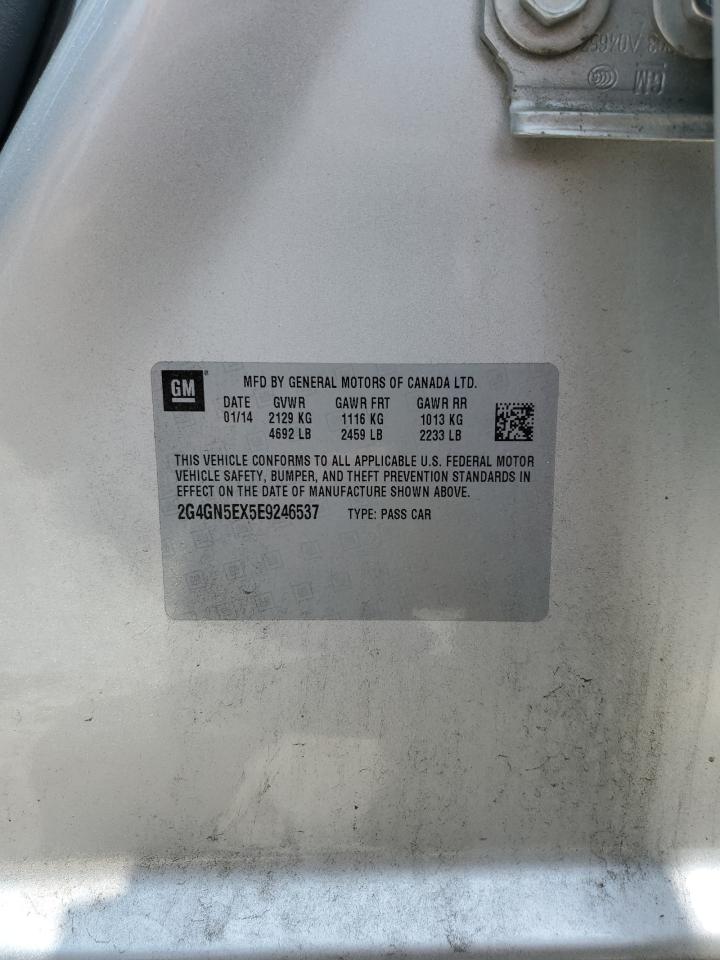 GM
GM ®
MFD BY GENERAL MOTORS OF CANADA LTD.
DATE GVWR GAWR FRT GAWR RR
01/14 2129 KG 1116 KG 1013 KG
4692 LB 2459 LB 2233 LB
THIS VEHICLE CONFORMS TO ALL APPLICABLE U.S. FEDERAL MOTOR
VEHICLE SAFETY, BUMPER, AND THEFT PREVENTION STANDARDS IN
EFFECT ON THE DATE OF MANUFACTURE SHOWN ABOVE.
2G4GN5EX5E9246537 TYPE: PASS CAR